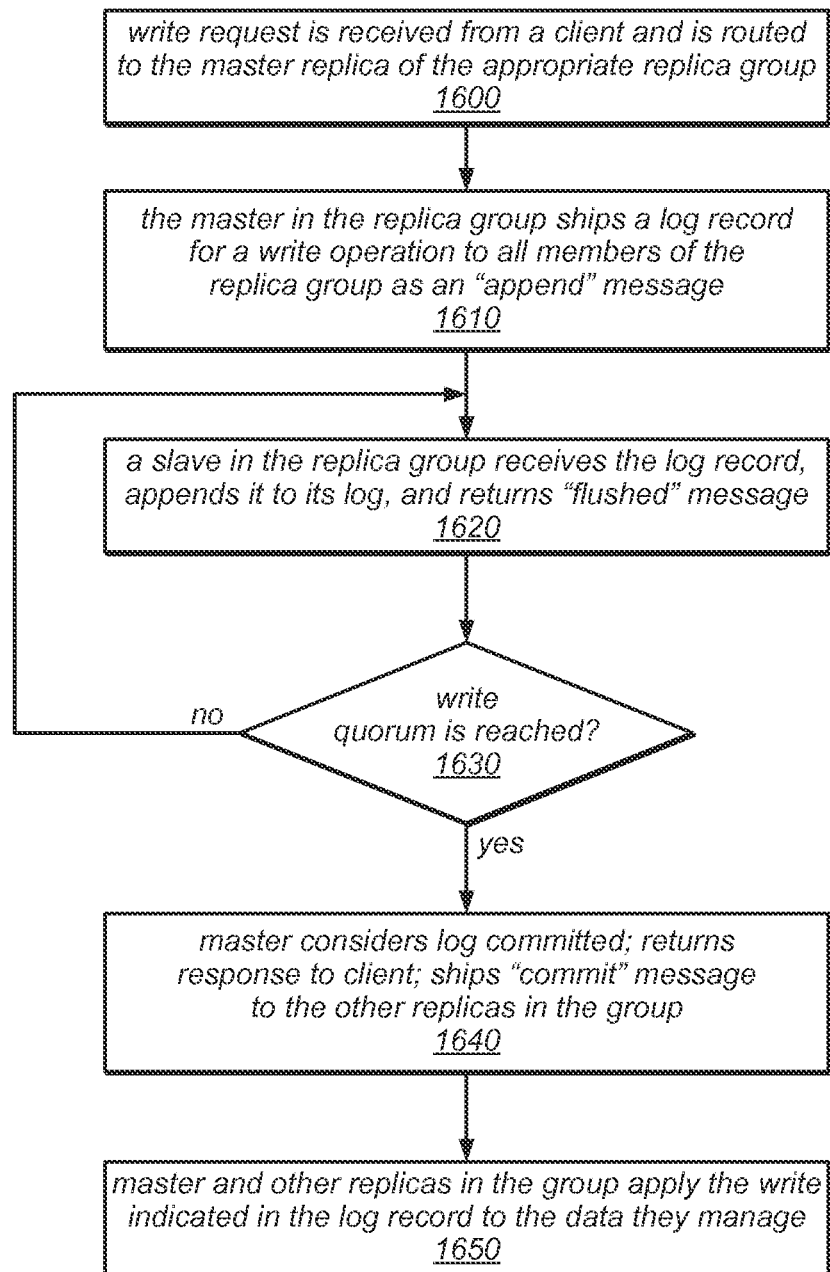 write request is received from a client and is routed
to the master replica of the appropriate replica group
1600
the master in the replica group ships a log record
for a write operation to all members of the
replica group as an “append” message
1610
a slave in the replica group receives the log record,
appends it to its log, and returns “flushed” message
1620
write
quorum is reached?
1630
no
yes
master considers log committed; returns
response to client; ships “commit” message
to the other replicas in the group
1640
master and other replicas in the group apply the write
indicated in the log record to the data they manage
1650